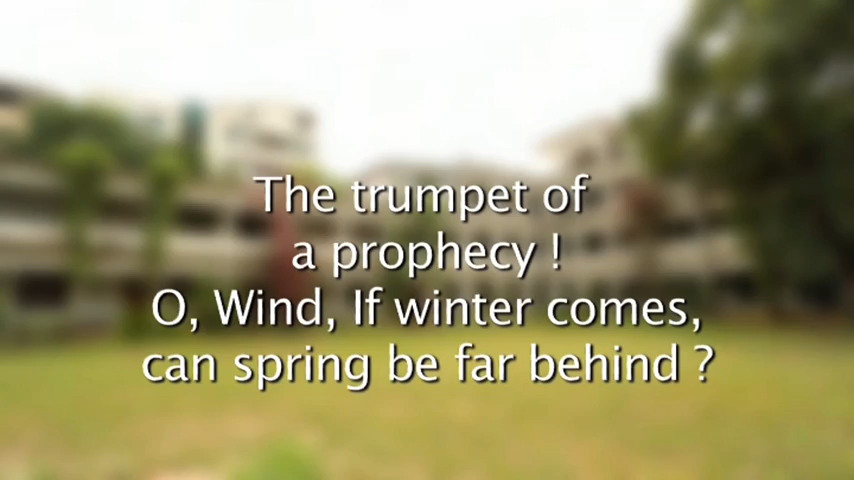 The trumpet of
a prophecy !
O, Wind, If winter comes,
can spring be far behind ?